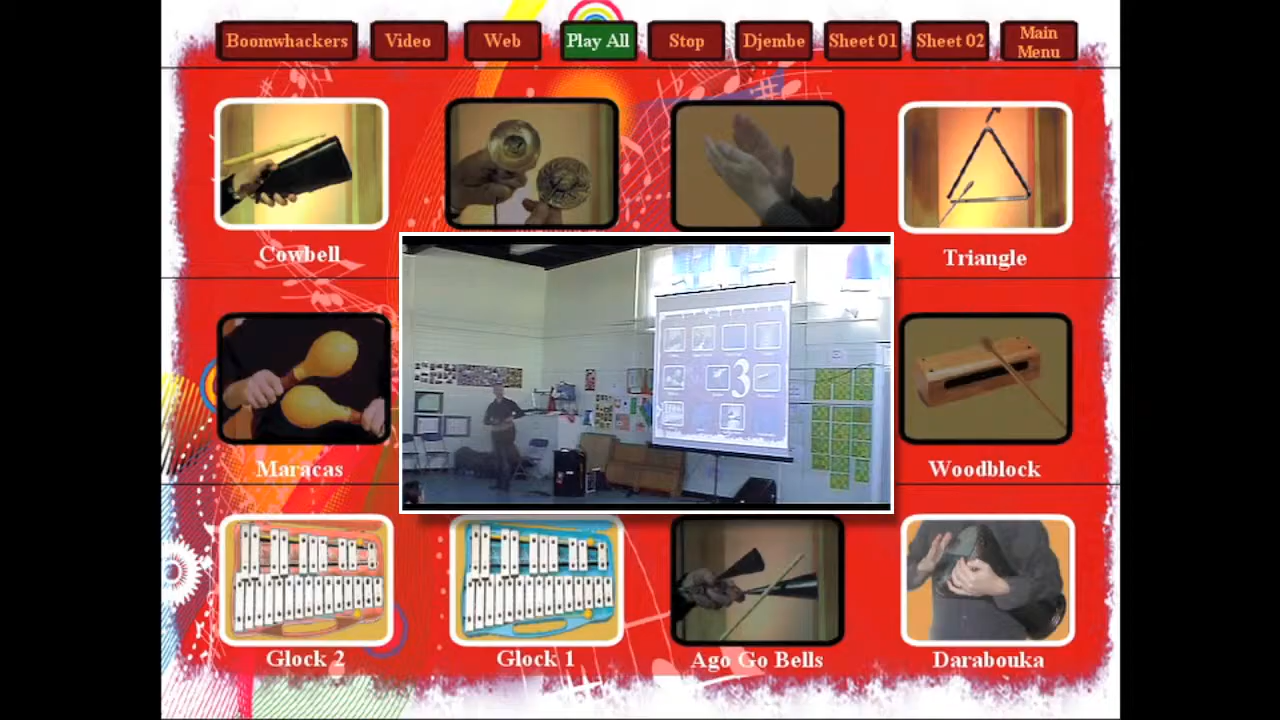 Boomwhackers
Video
Web
Play All
Stop
Djembe
Sheet 01
Sheet 02
Main
Menu
Cowbell
Triangle
3
Maracas
Woodblock
Glock 2
Glock 1
Ago Go Bells
Darabouka